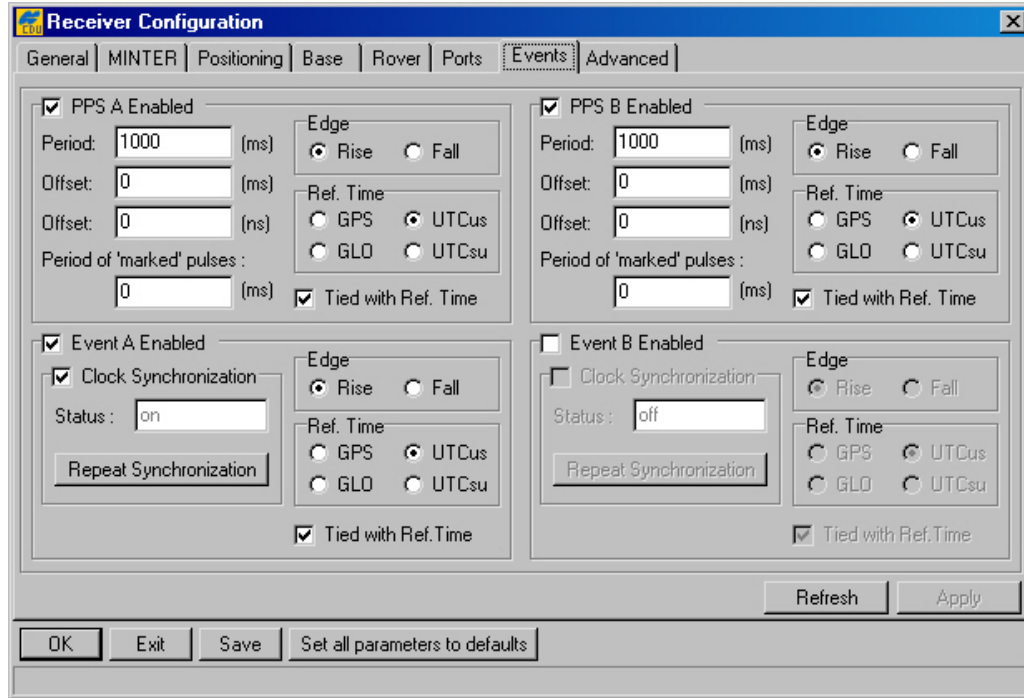 CDU
Receiver Configuration
General MINTER Positioning Base Rover Ports Events Advanced
PPS A Enabled
Period: 1000 (ms)
Offset: 0 (ms)
Offset: 0 (ns)
Period of 'marked' pulses :
0 (ms)
Edge
Rise Fall
Ref. Time
GPS UTCus
GLO UTCsu
Tied with Ref. Time
PPS B Enabled
Period: 1000 (ms)
Offset: 0 (ms)
Offset: 0 (ns)
Period of 'marked' pulses :
0 (ms)
Edge
Rise Fall
Ref. Time
GPS UTCus
GLO UTCsu
Tied with Ref. Time
Event A Enabled
Clock Synchronization
Status : on
Repeat Synchronization
Edge
Rise Fall
Ref. Time
GPS UTCus
GLO UTCsu
Tied with Ref.Time
Event B Enabled
Clock Synchronization
Status : off
Repeat Synchronization
Edge
Rise Fall
Ref. Time
GPS UTCus
GLO UTCsu
Tied with Ref.Time
Refresh Apply
OK Exit Save Set all parameters to defaults